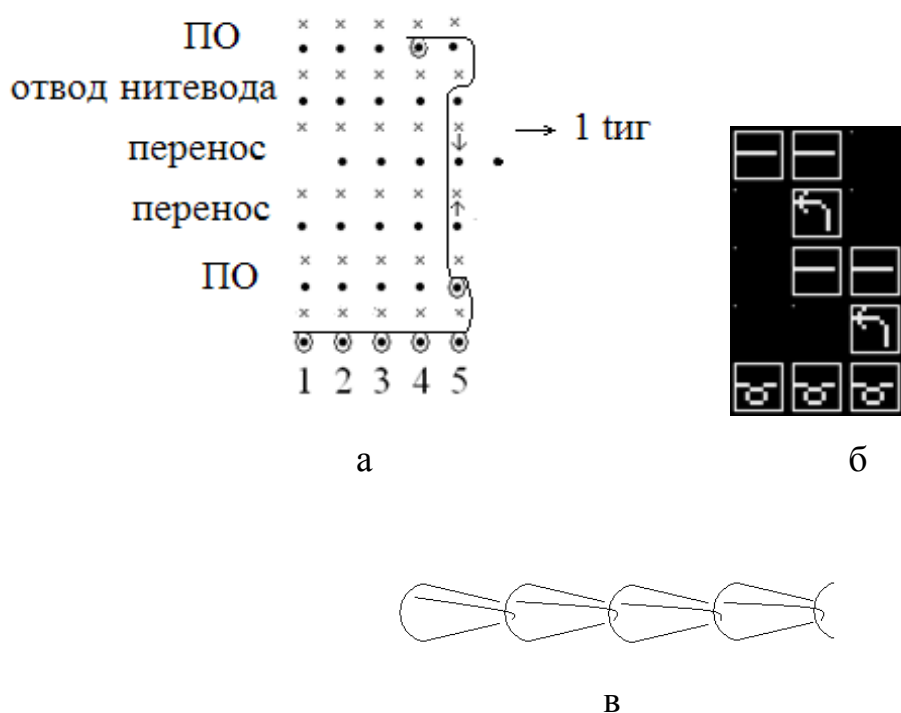 ПО
отвод нитевода
перенос
→ 1 tиг
перенос
ПО
1 2 3 4 5
а
б
в